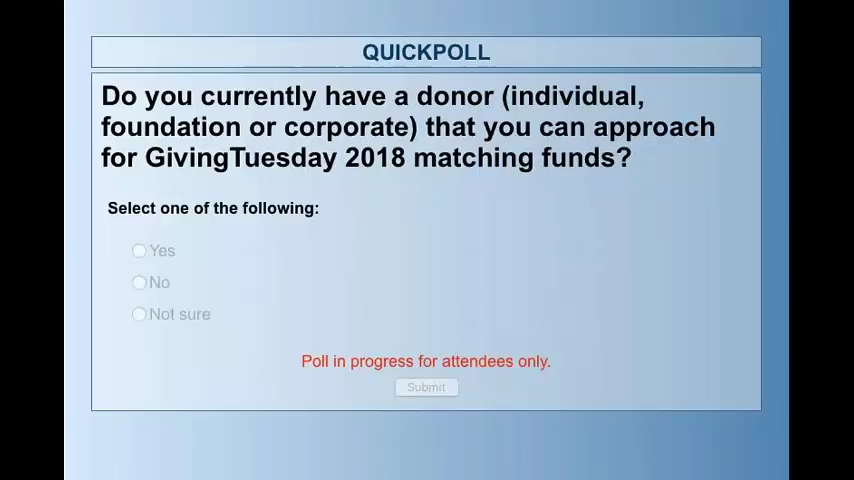 QUICKPOLL
Do you currently have a donor (individual,
foundation or corporate) that you can approach
for GivingTuesday 2018 matching funds?
Select one of the following:
Yes
No
Not sure
Poll in progress for attendees only.
Submit